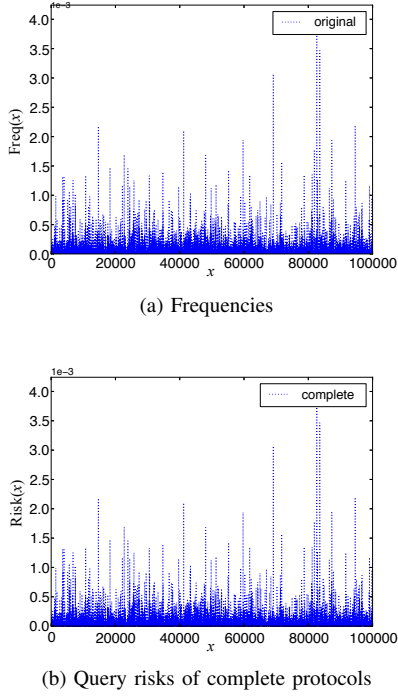 1e−3
original
4.0
3.5
3.0
2.5
2.0
1.5
1.0
0.5
0.0
Freq(x)
0 20000 40000 60000 80000 100000
x
(a) Frequencies
1e−3
complete
4.0
3.5
3.0
2.5
2.0
1.5
1.0
0.5
0.0
Risk(x)
0 20000 40000 60000 80000 100000
x
(b) Query risks of complete protocols